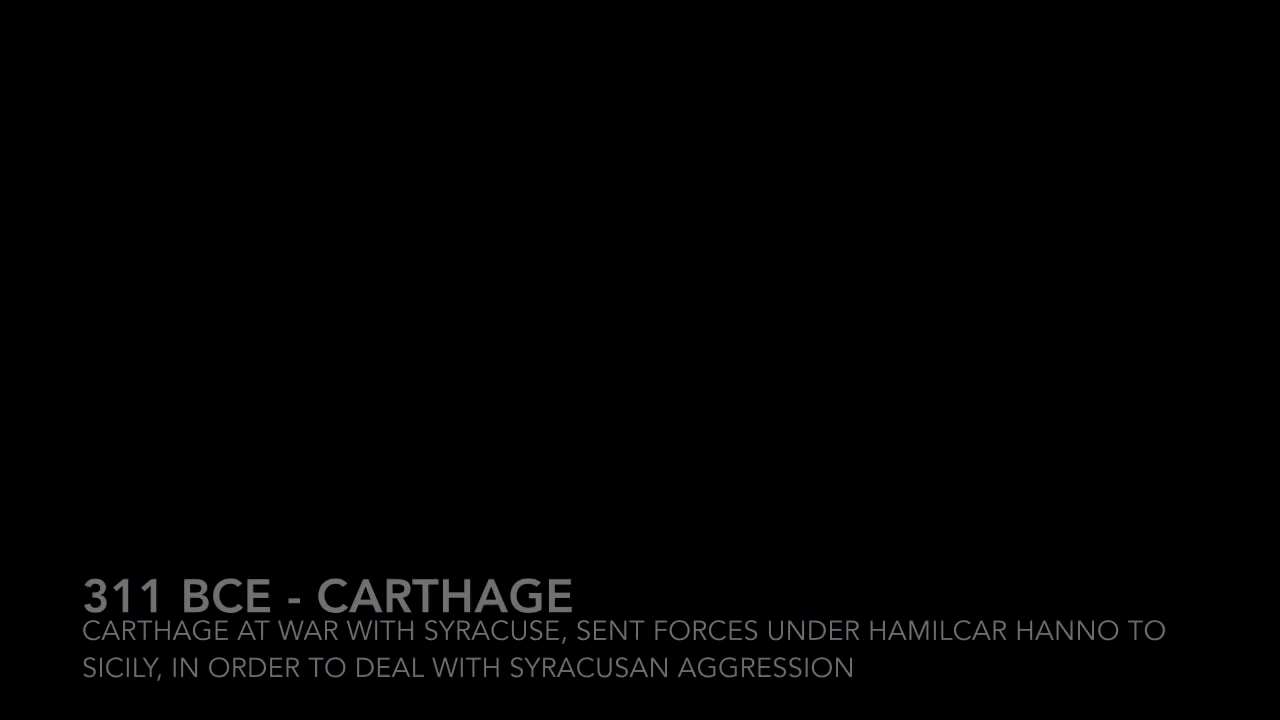 311 BCE - CARTHAGE
CARTHAGE AT WAR WITH SYRACUSE, SENT FORCES UNDER HAMILCAR HANNO TO
SICILY, IN ORDER TO DEAL WITH SYRACUSAN AGGRESSION